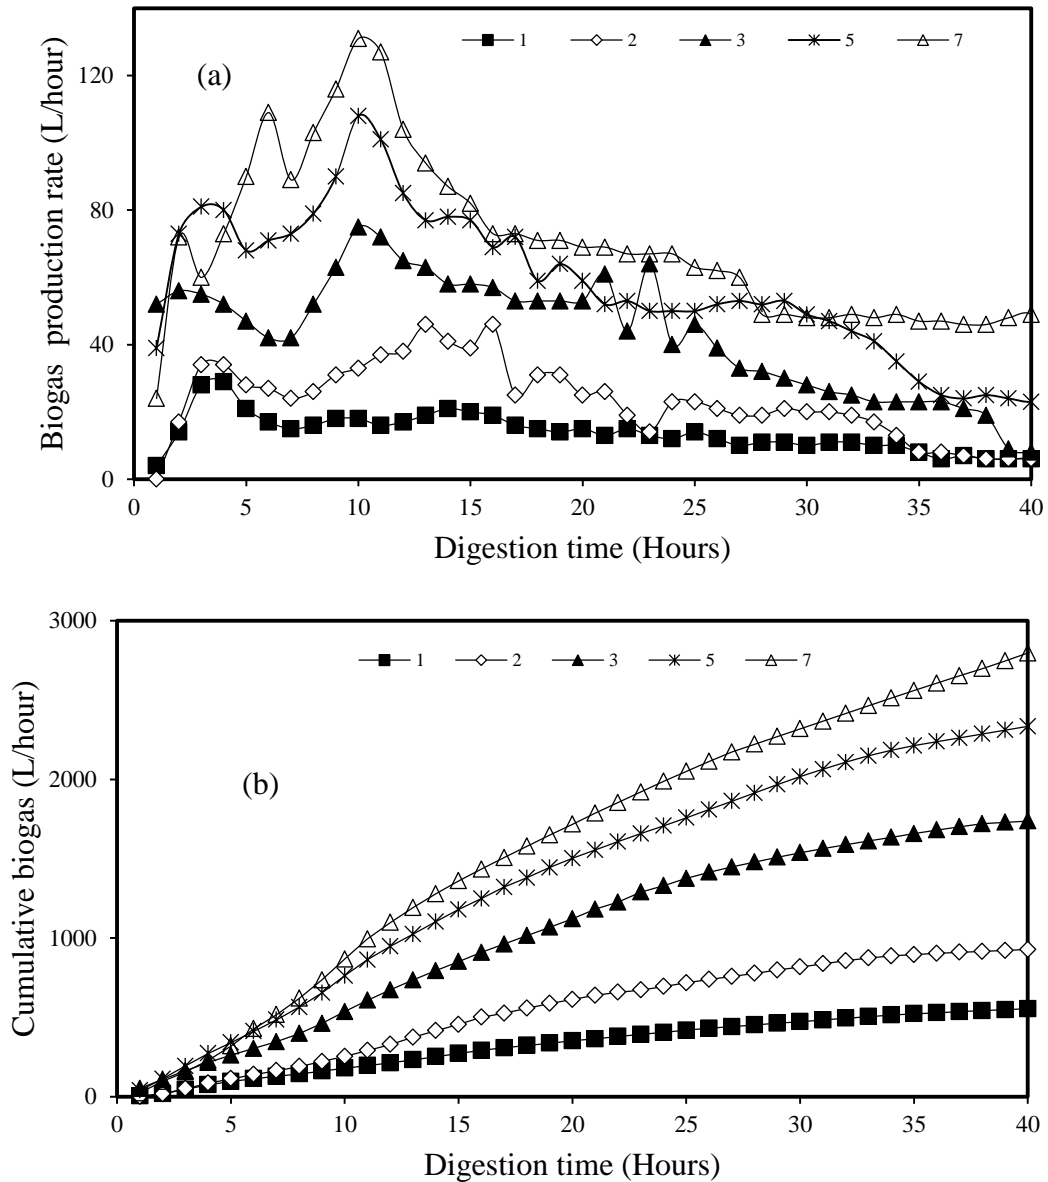 1 2 3 5 7
(a)
120
80
40
0
Biogas production rate (L/hour)
0 5 10 15 20 25 30 35 40
Digestion time (Hours)
3000
1 2 3 5 7
2000
(b)
1000
0
Cumulative biogas (L/hour)
0 5 10 15 20 25 30 35 40
Digestion time (Hours)